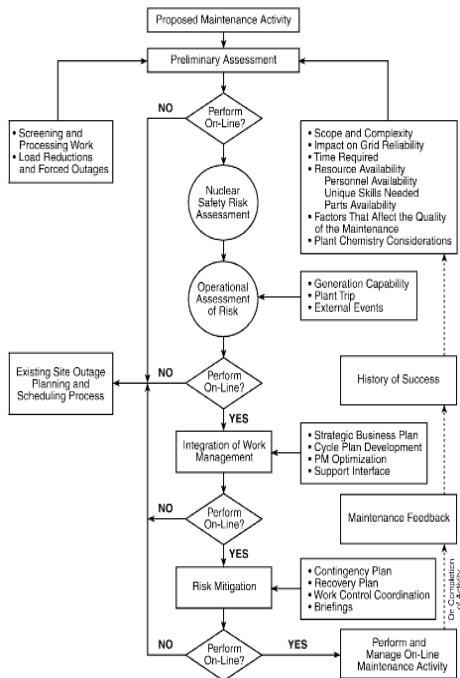 Proposed Maintenance Activity
Preliminary Assessment
NO
Perform
On-Line?
• Screening and
Processing Work
• Load Reductions
and Forced Outages
• Scope and Complexity
• Impact on Grid Reliability
• Time Required
• Resource Availability
Personnel Availability
Unique Skills Needed
Parts Availability
• Factors That Affect the Quality
of the Maintenance
• Plant Chemistry Considerations
Nuclear
Safety Risk
Assessment
Operational
Assessment
of Risk
• Generation Capability
• Plant Trip
• External Events
Existing Site Outage
Planning and
Scheduling Process
NO
Perform
On-Line?
History of Success
YES
Integration of Work
Management
• Strategic Business Plan
• Cycle Plan Development
• PM Optimization
• Support Interface
NO
Perform
On-Line?
Maintenance Feedback
YES
Risk Mitigation
• Contingency Plan
• Recovery Plan
• Work Control Coordination
• Briefings
On Completion
of Activity
NO
Perform
On-Line?
YES
Perform and
Manage On-Line
Maintenance Activity